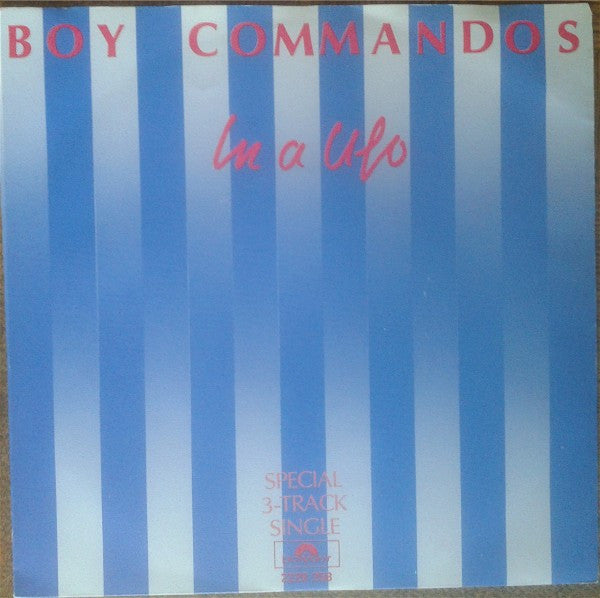 BOY COMMANDOS
In a Ufo
SPECIAL
3-TRACK
SINGLE